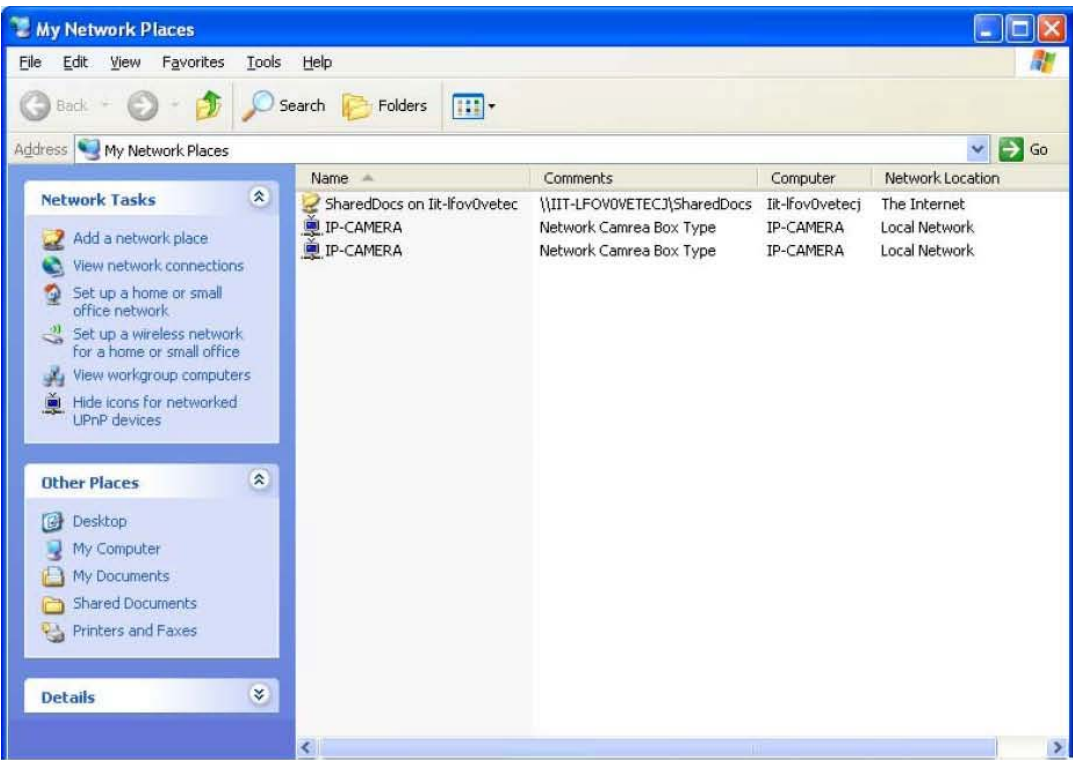 My Network Places
File Edit View Favorites Tools Help
Back Search Folders
Address My Network Places Go
Network Tasks
Add a network place
View network connections
Set up a home or small
office network
Set up a wireless network
for a home or small office
View workgroup computers
Hide icons for networked
UPnP devices
Other Places
Desktop
My Computer
My Documents
Shared Documents
Printers and Faxes
Details
Name Comments Computer Network Location
SharedDocs on Iit-lfov0vetec \\IIT-LFOV0VETECJ\SharedDocs Iit-lfov0vetecj The Internet
IP-CAMERA Network Camrea Box Type IP-CAMERA Local Network
IP-CAMERA Network Camrea Box Type IP-CAMERA Local Network